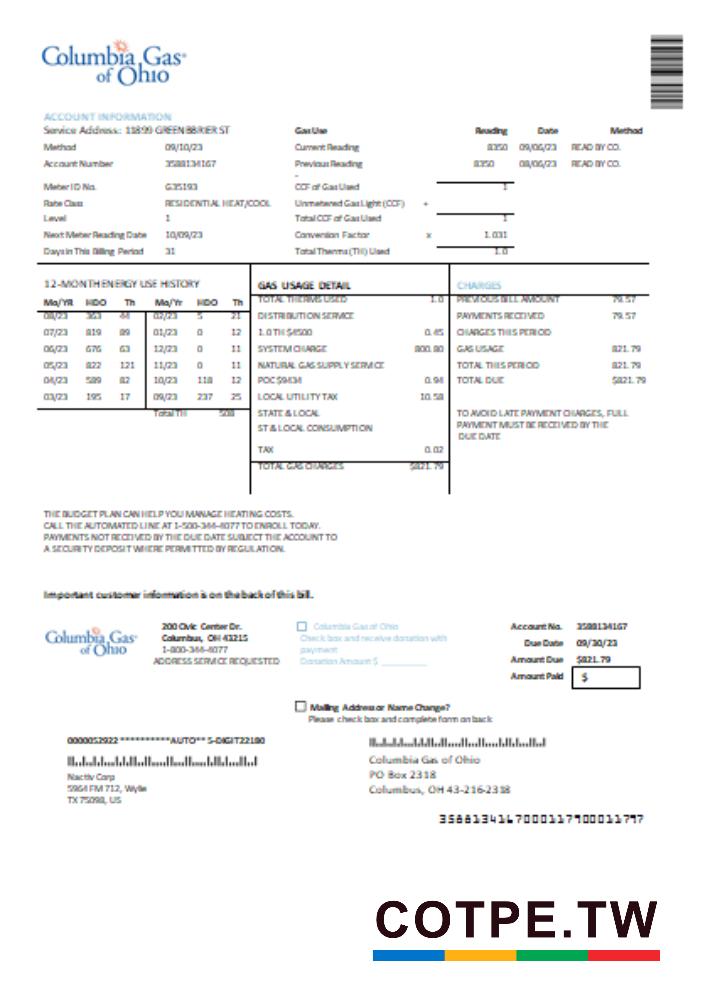 Columbia Gas®
of Ohio
ACCOUNT INFORMATION
Service Address: 11899 GREEN BBRIER ST
Method 09/10/23
Account Number 3588134167
Meter ID No. G35193
Rate Class RESIDENTIAL HEAT/COOL
Level 1
Next Meter Reading Date 10/09/23
Days in This Billing Period 31
Gas Use Reading Date Method
Current Reading 8350 09/06/23 READ BY CO.
Previous Reading 8350 08/06/23 READ BY CO.
-
CCF of Gas Used 1
Unmetered Gas Light (CCF) +
Total CCF of Gas Used 1
Conversion Factor x 1.031
Total Therms (TH) Used 1.0
12-MONTH ENERGY USE HISTORY
Mo/YR HDO Th Mo/Yr HDO Th
08/23 363 44 02/23 5 21
07/23 819 89 01/23 0 12
06/23 676 63 12/23 0 11
05/23 822 121 11/23 0 11
04/23 589 82 10/23 118 12
03/23 195 17 09/23 237 25
Total TH 508
GAS USAGE DETAIL
TOTAL THERMS USED 1.0
DISTRIBUTION SERVICE
1.0 TH $4500 0.45
SYSTEM CHARGE 800.80
NATURAL GAS SUPPLY SERVICE
POC $9434 0.94
LOCAL UTILITY TAX 10.58
STATE & LOCAL
ST & LOCAL CONSUMPTION
TAX 0.02
TOTAL GAS CHARGES $821.79
CHARGES
PREVIOUS BILL AMOUNT 79.57
PAYMENTS RECEIVED 79.57
CHARGES THIS PERIOD
GAS USAGE 821.79
TOTAL THIS PERIOD 821.79
TOTAL DUE $821.79
TO AVOID LATE PAYMENT CHARGES, FULL
PAYMENT MUST BE RECEIVED BY THE
DUE DATE
THE BUDGET PLAN CAN HELP YOU MANAGE HEATING COSTS.
CALL THE AUTOMATED LINE AT 1-500-344-4077 TO ENROLL TODAY.
PAYMENTS NOT RECEIVED BY THE DUE DATE SUBJECT THE ACCOUNT TO
A SECURITY DEPOSIT WHERE PERMITTED BY REGULATION.
Important customer information is on the back of this bill.
Columbia Gas®
of Ohio
200 Civic Center Dr.
Columbus, OH 43215
1-800-344-4077
ADDRESS SERVICE REQUESTED
Columbia Gas of Ohio
Check box and receive donation with
payment
Donation Amount $ __________
Account No. 3588134167
Due Date 09/30/23
Amount Due $821.79
Amount Paid $
Mailing Address or Name Change?
Please check box and complete form on back
0000052922 **********AUTO** 5-DIGIT22180
Nactiv Corp
5964 FM 712, Wylie
TX 75098, US
Columbia Gas of Ohio
PO Box 2318
Columbus, OH 43-216-2318
358813416700011790001179​7
COTPE.TW